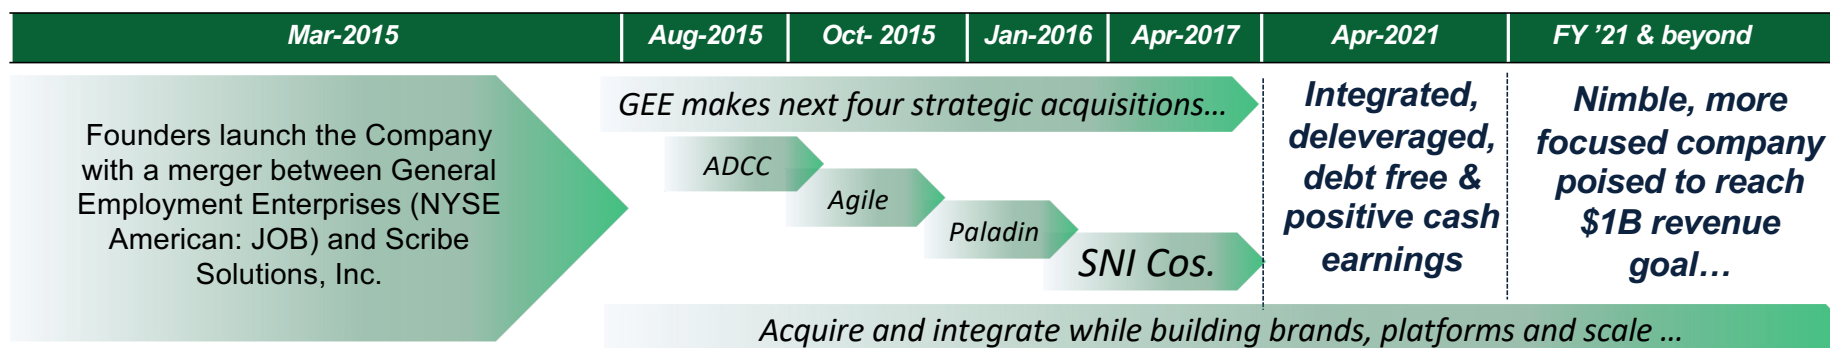 Mar-2015
Aug-2015
Oct- 2015
Jan-2016
Apr-2017
Apr-2021
FY ’21 & beyond
Founders launch the Company
with a merger between General
Employment Enterprises (NYSE
American: JOB) and Scribe
Solutions, Inc.
GEE makes next four strategic acquisitions…
ADCC
Agile
Paladin
SNI Cos.
Integrated,
deleveraged,
debt free &
positive cash
earnings
Nimble, more
focused company
poised to reach
$1B revenue
goal…
Acquire and integrate while building brands, platforms and scale …